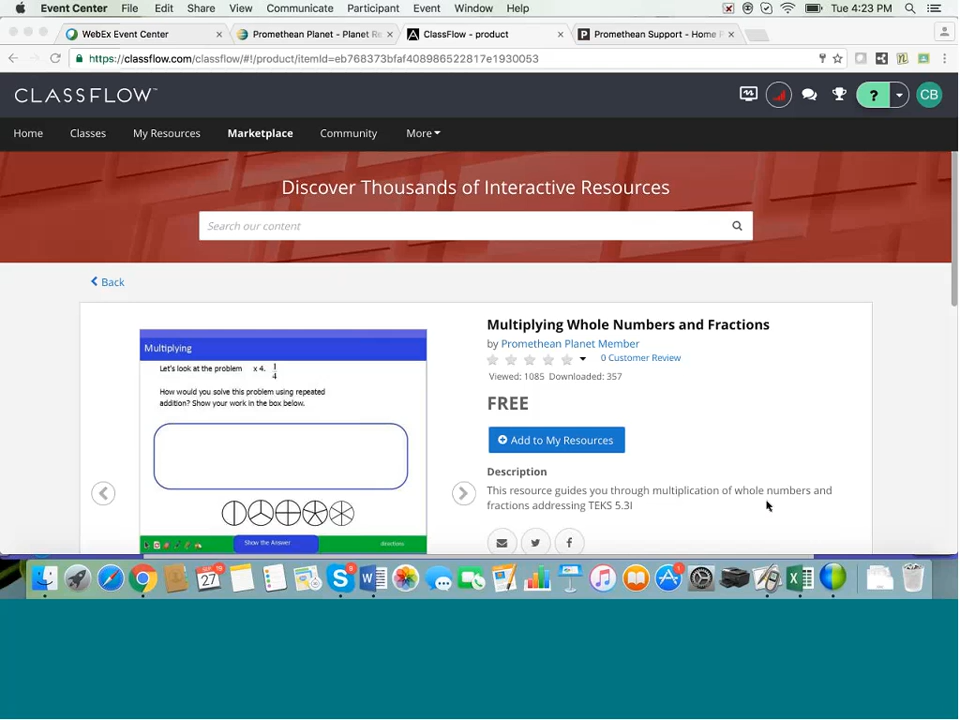 Event Center File Edit Share View Communicate Participant Event Window Help Tue 4:23 PM
WebEx Event Center × Promethean Planet - Planet Re × ClassFlow - product × Promethean Support - Home P ×
https://classflow.com/classflow/#!/product/itemId=eb768373bfaf408986522817e1930053
CLASSFLOW ? CB
Home Classes My Resources Marketplace Community More
Discover Thousands of Interactive Resources
Search our content
Back
Multiplying Whole Numbers and Fractions
by Promethean Planet Member
0 Customer Review
Viewed: 1085 Downloaded: 357
FREE
Add to My Resources
Description
This resource guides you through multiplication of whole numbers and
fractions addressing TEKS 5.3I
Multiplying
Let's look at the problem x 4. 1
4
How would you solve this problem using repeated
addition? Show your work in the box below.
Show the Answer directions
SEP
27